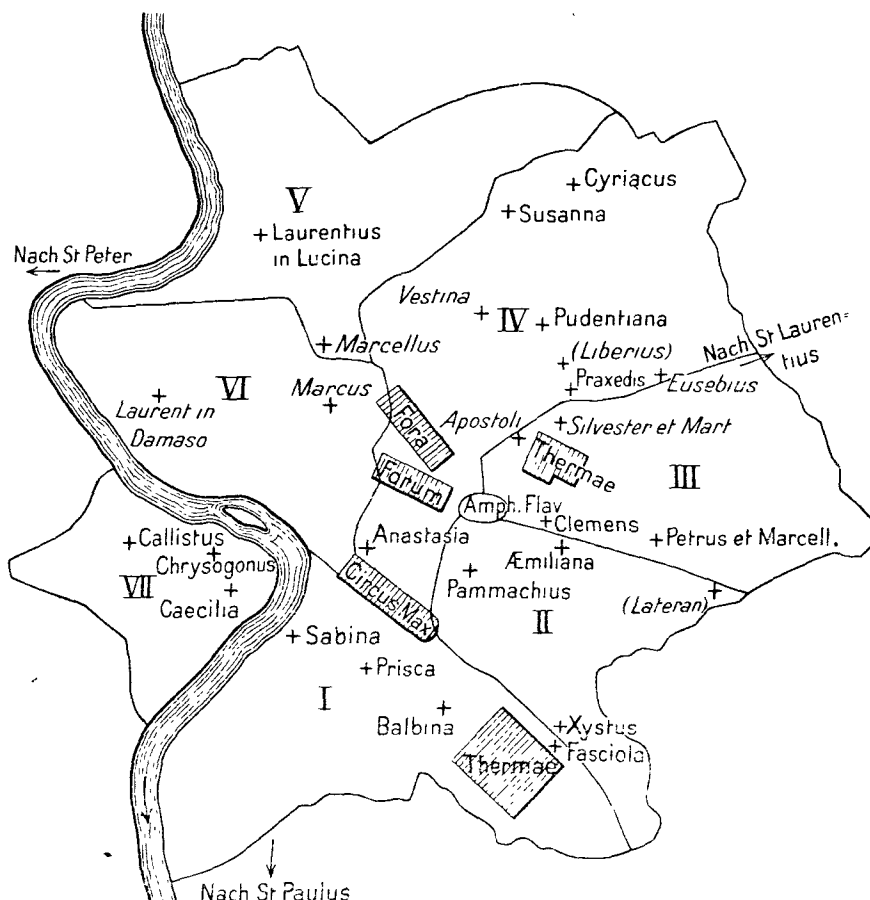 Cyriacus
V
Susanna
Laurentius
in Lucina
Nach St Peter
Vestina
IV
Pudentiana
Marcellus
(Liberius)
Nach St Lauren=
tius
VI
Marcus
Praxedis
Eusebius
Laurent in
Damaso
Fora
Apostoli
Silvester et Mart
Thermae
III
Forum
Amph. Flav
Clemens
Callistus
Anastasia
Petrus et Marcell.
Chrysogonus
Æmiliana
VII
Circus Max
Pammachius
Caecilia
(Lateran)
II
Sabina
Prisca
I
Balbina
Xystus
Fasciola
Thermae
Nach St Paulus